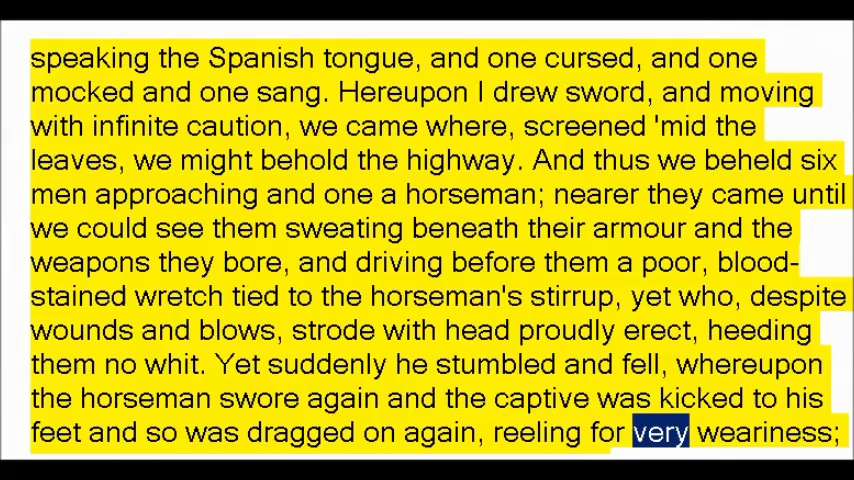 speaking the Spanish tongue, and one cursed, and one
mocked and one sang. Hereupon I drew sword, and moving
with infinite caution, we came where, screened 'mid the
leaves, we might behold the highway. And thus we beheld six
men approaching and one a horseman; nearer they came until
we could see them sweating beneath their armour and the
weapons they bore, and driving before them a poor, blood-
stained wretch tied to the horseman's stirrup, yet who, despite
wounds and blows, strode with head proudly erect, heeding
them no whit. Yet suddenly he stumbled and fell, whereupon
the horseman swore again and the captive was kicked to his
feet and so was dragged on again, reeling for very weariness;